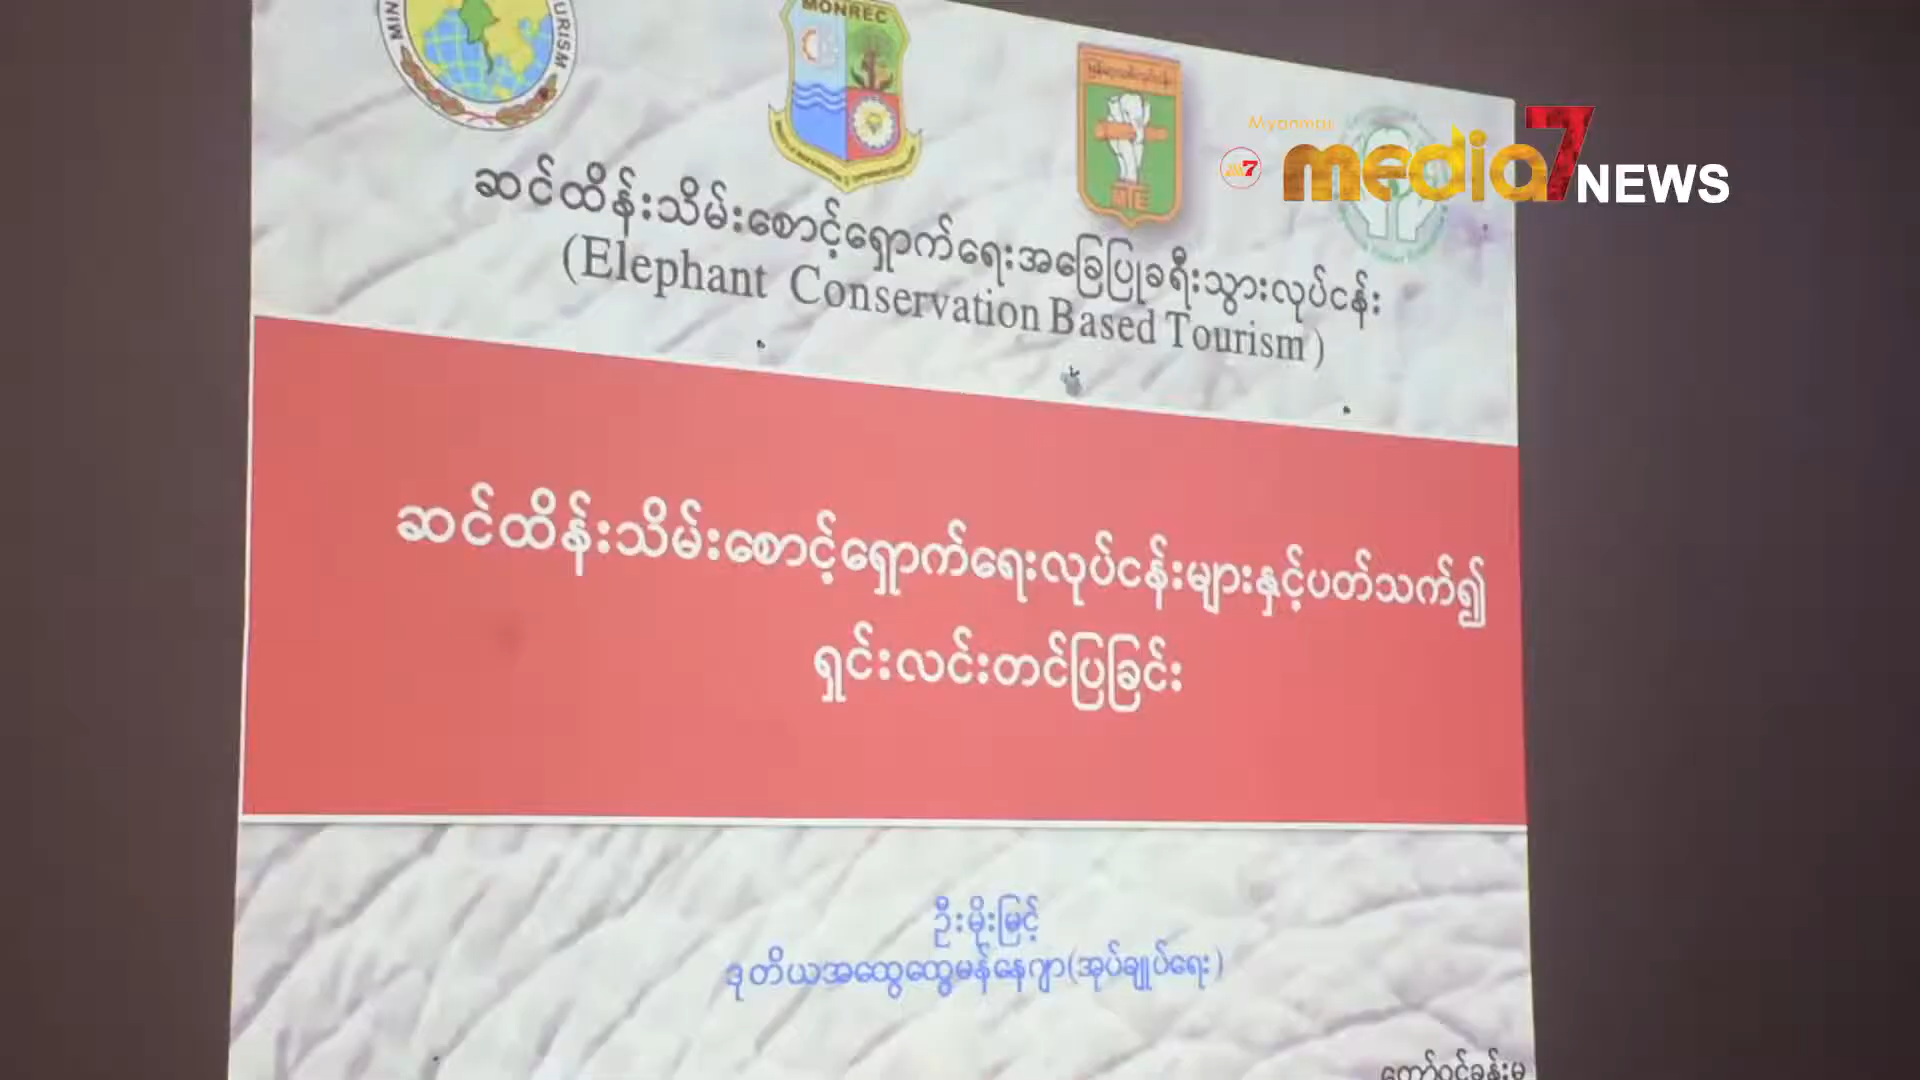 MONREC
URISM
MIN
Myanmar
media7NEWS
MTE
ဆင်ထိန်းသိမ်းစောင့်ရှောက်ရေးအခြေပြုခရီးသွားလုပ်ငန်း
(Elephant Conservation Based Tourism)
ဆင်ထိန်းသိမ်းစောင့်ရှောက်ရေးလုပ်ငန်းများနှင့်ပတ်သက်၍
ရှင်းလင်းတင်ပြခြင်း
ဦးမိုးမြင့်
ဒုတိယအထွေထွေမန်နေဂျာ(အုပ်ချုပ်ရေး)